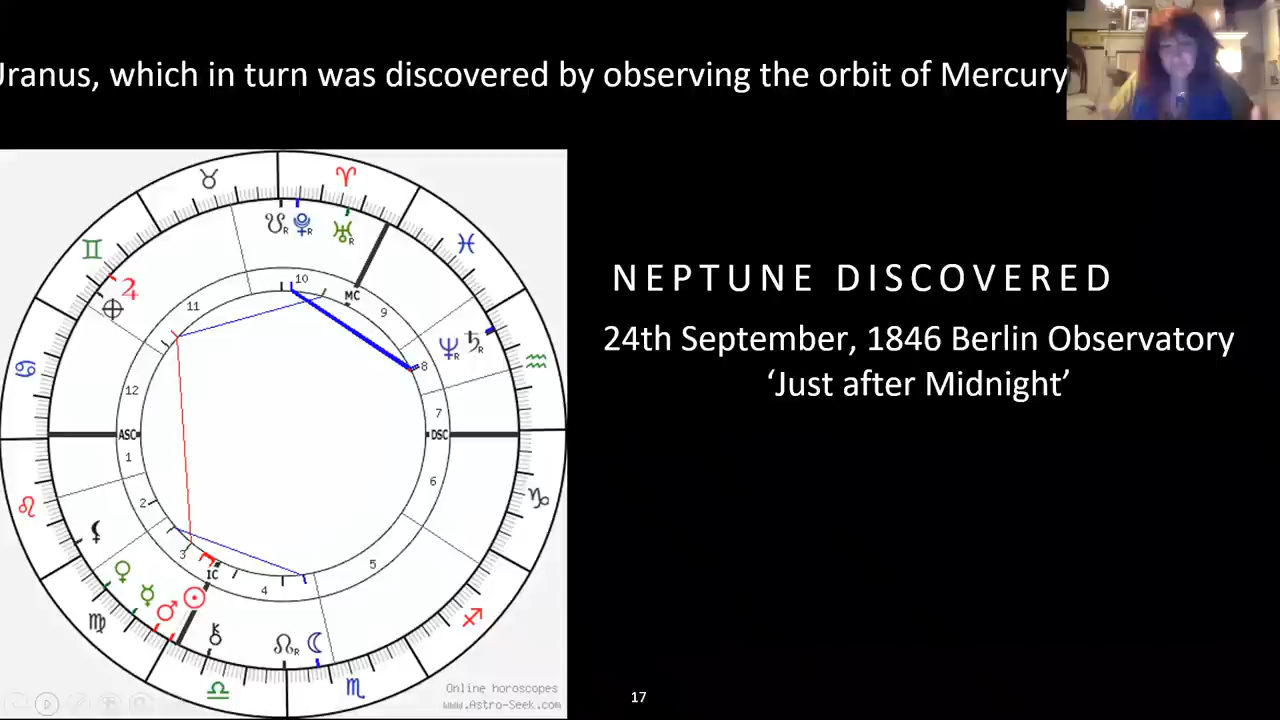 Uranus, which in turn was discovered by observing the orbit of Mercury
NEPTUNE DISCOVERED
24th September, 1846 Berlin Observatory
‘Just after Midnight’
10
11
MC
9
8
12
7
ASC
DSC
1
6
2
3
IC
4
5
R
R
R
R
R
R
Online horoscopes
www.Astro-Seek.com
17